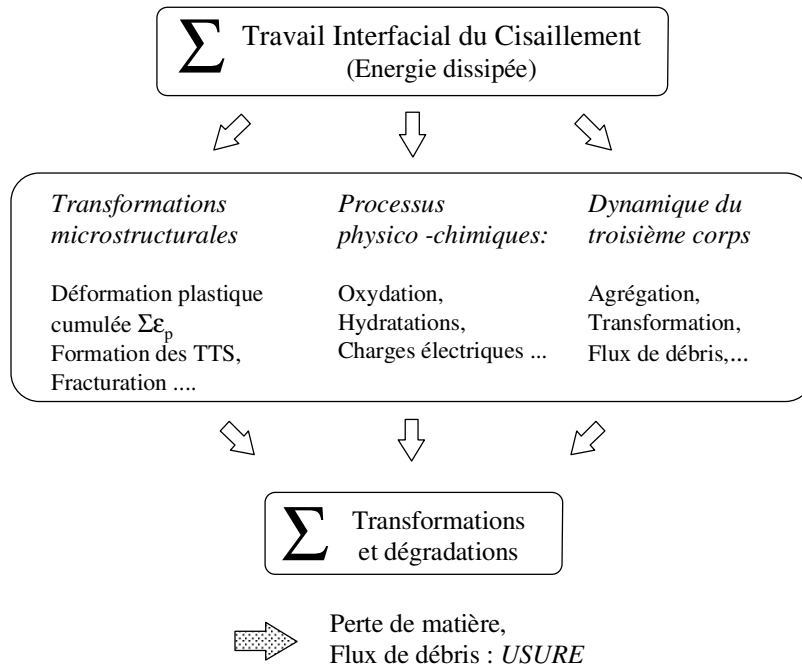 Σ Travail Interfacial du Cisaillement
(Energie dissipée)
Transformations
microstructurales
Déformation plastique
cumulée Σεp
Formation des TTS,
Fracturation ....
Processus
physico -chimiques:
Oxydation,
Hydratations,
Charges électriques ...
Dynamique du
troisième corps
Agrégation,
Transformation,
Flux de débris,...
Σ Transformations
et dégradations
Perte de matière,
Flux de débris : USURE